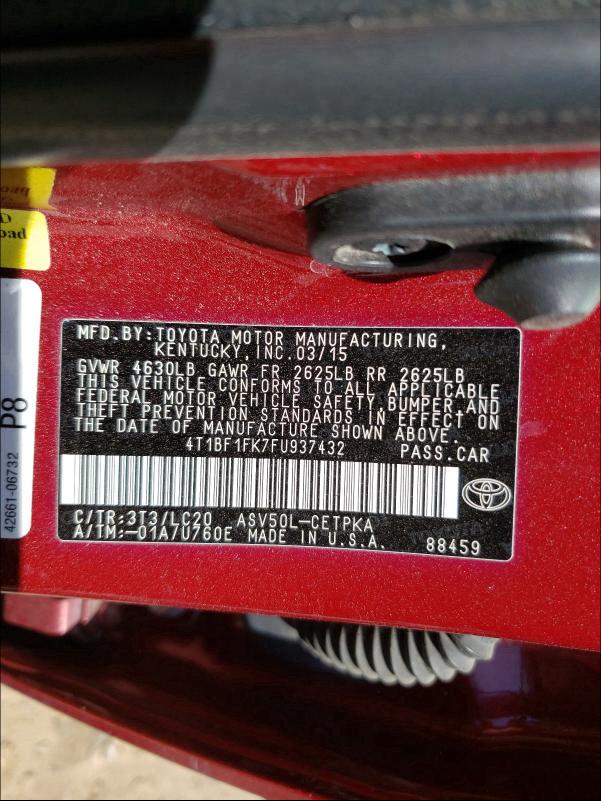 MFD.BY:TOYOTA MOTOR MANUFACTURING,
KENTUCKY,INC.03/15
GVWR 4630LB GAWR FR 2625LB RR 2625LB
THIS VEHICLE CONFORMS TO ALL APPLICABLE
FEDERAL MOTOR VEHICLE SAFETY, BUMPER,AND
THEFT PREVENTION STANDARDS IN EFFECT ON
THE DATE OF MANUFACTURE SHOWN ABOVE.
4T1BF1FK7FU937432 PASS.CAR
C/TR:3T3/LC20 ASV50L-CETPKA
A/TM:-01A7U760E MADE IN U.S.A. 88459
P8
42661-06732